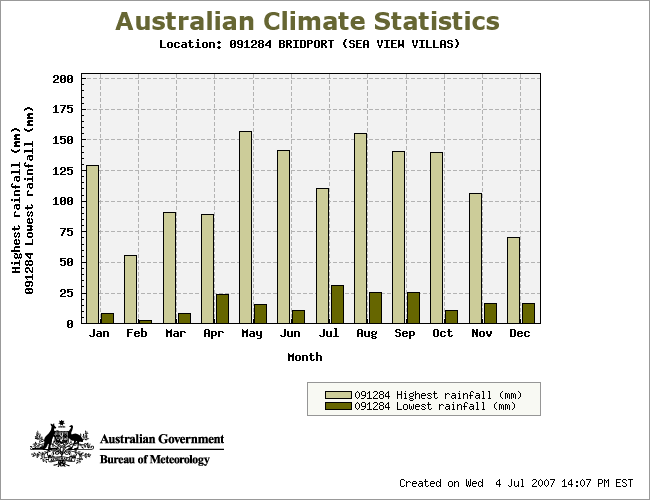 Australian Climate Statistics
Location: 091284 BRIDPORT (SEA VIEW VILLAS)
Highest rainfall (mm)
091284 Lowest rainfall (mm)
200
175
150
125
100
75
50
25
0
Jan Feb Mar Apr May Jun Jul Aug Sep Oct Nov Dec
Month
091284 Highest rainfall (mm)
091284 Lowest rainfall (mm)
Australian Government
Bureau of Meteorology
Created on Wed 4 Jul 2007 14:07 PM EST